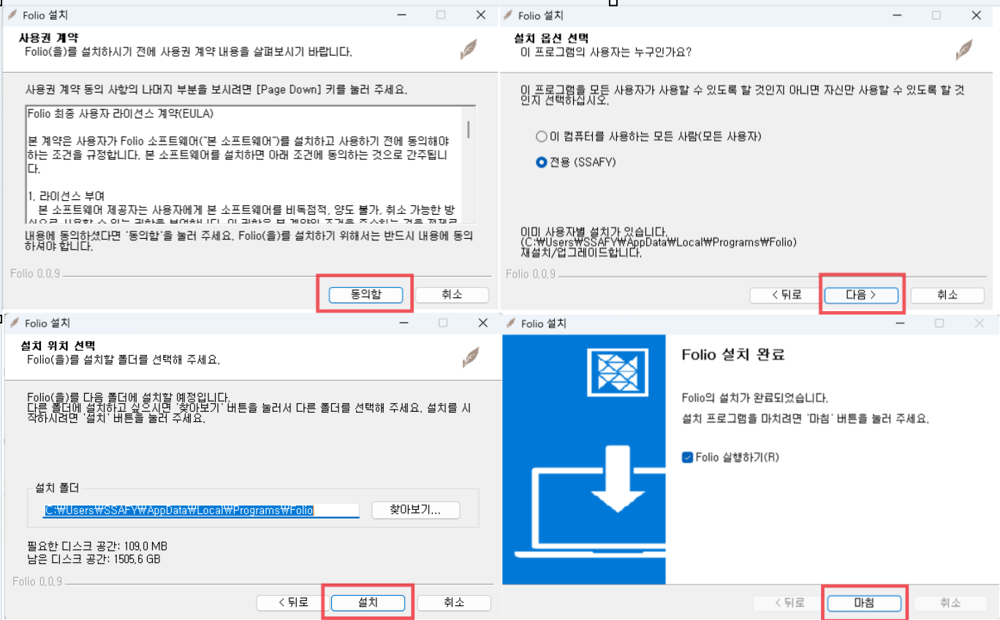 Folio 설치
사용권 계약
Folio(을)를 설치하시기 전에 사용권 계약 내용을 살펴보시기 바랍니다.
사용권 계약 동의 사항의 나머지 부분을 보시려면 [Page Down] 키를 눌러 주세요.
Folio 최종 사용자 라이선스 계약(EULA)
본 계약은 사용자가 Folio 소프트웨어("본 소프트웨어")를 설치하고 사용하기 전에 동의해야
하는 조건을 규정합니다. 본 소프트웨어를 설치하면 아래 조건에 동의하는 것으로 간주됩니
다.
1. 라이선스 부여
본 소프트웨어 제공자는 사용자에게 본 소프트웨어를 비독점적, 양도 불가, 취소 가능한 방
내용에 동의하셨다면 '동의함'을 눌러 주세요. Folio(을)를 설치하기 위해서는 반드시 내용에 동의
하셔야 합니다.
Folio 0.0.9
동의함
취소
Folio 설치
설치 옵션 선택
이 프로그램의 사용자는 누구인가요?
이 프로그램을 모든 사용자가 사용할 수 있도록 할 것인지 아니면 자신만 사용할 수 있도록 할 것
인지 선택하십시오.
이 컴퓨터를 사용하는 모든 사람(모든 사용자)
전용 (SSAFY)
이미 사용자별 설치가 있습니다.
(C:₩Users₩SSAFY₩AppData₩Local₩Programs₩Folio)
재설치/업그레이드합니다.
Folio 0.0.9
< 뒤로
다음 >
취소
Folio 설치
설치 위치 선택
Folio(을)를 설치할 폴더를 선택해 주세요.
Folio(을)를 다음 폴더에 설치할 예정입니다.
다른 폴더에 설치하고 싶으시면 '찾아보기' 버튼을 눌러서 다른 폴더를 선택해 주세요. 설치를 시
작하시려면 '설치' 버튼을 눌러 주세요.
설치 폴더
C:₩Users₩SSAFY₩AppData₩Local₩Programs₩Folio
찾아보기...
필요한 디스크 공간: 109.0 MB
남은 디스크 공간: 1505.6 GB
Folio 0.0.9
< 뒤로
설치
취소
Folio 설치
Folio 설치 완료
Folio의 설치가 완료되었습니다.
설치 프로그램을 마치려면 '마침' 버튼을 눌러 주세요.
Folio 실행하기(R)
< 뒤로
마침
취소